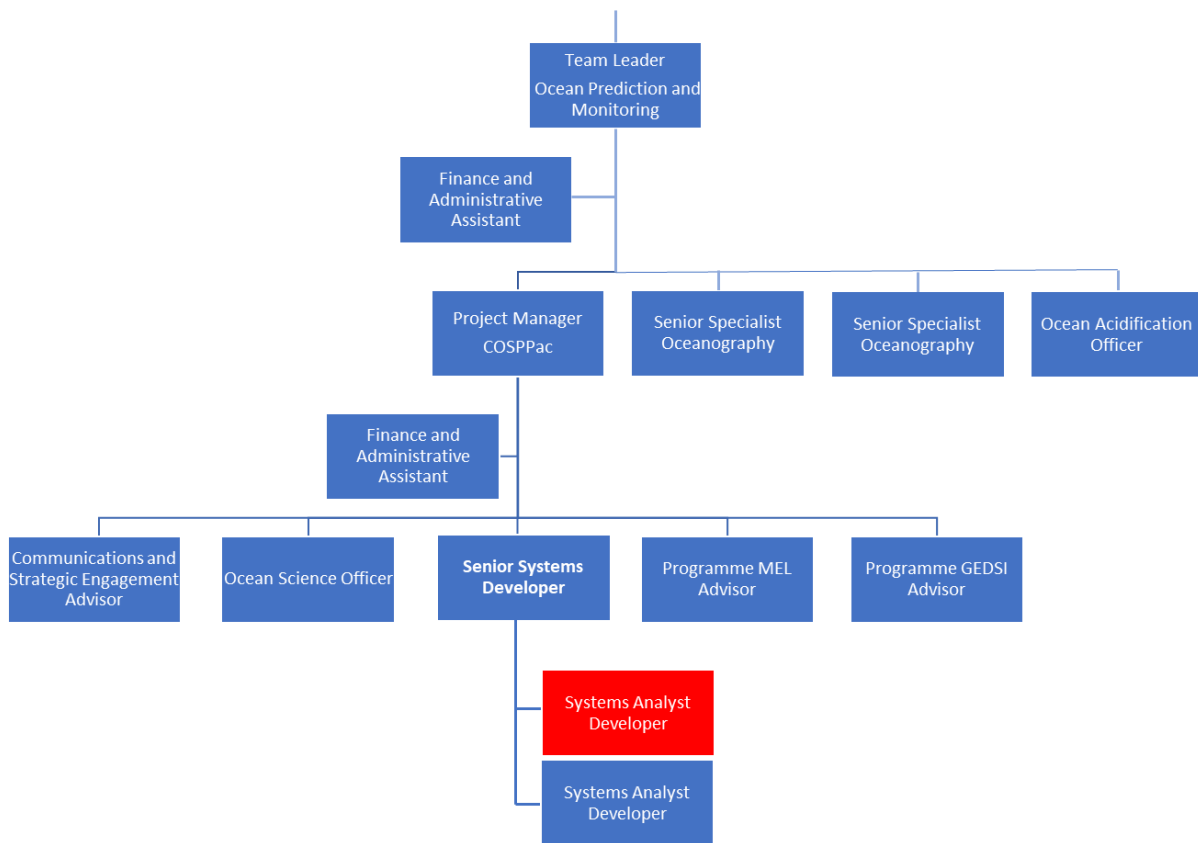 Team Leader
Ocean Prediction and
Monitoring
Finance and
Administrative
Assistant
Project Manager
COSPPac
Senior Specialist
Oceanography
Senior Specialist
Oceanography
Ocean Acidification
Officer
Finance and
Administrative
Assistant
Communications and
Strategic Engagement
Advisor
Ocean Science Officer
Senior Systems
Developer
Programme MEL
Advisor
Programme GEDSI
Advisor
Systems Analyst
Developer
Systems Analyst
Developer